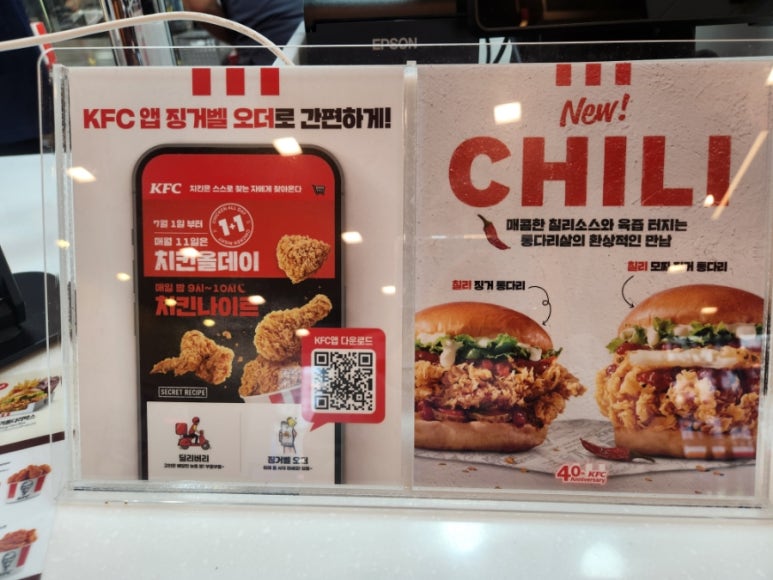 EPSON
KFC 앱 징거벨 오더로 간편하게!
KFC 치킨은 스스로 찾는 자에게 찾아온다
7월 1일 부터
매월 11일은
치킨올데이
CHICKEN ALL DAY
1+1
매일 밤 9시~10시
치킨나이트
SECRET RECIPE
KFC앱 다운로드
딜리버리
징거벨 오더
New!
CHILI
매콤한 칠리소스와 육즙 터지는
통다리살의 환상적인 만남
칠리 징거 통다리
칠리 모짜 징거 통다리
40th KFC
Anniversary